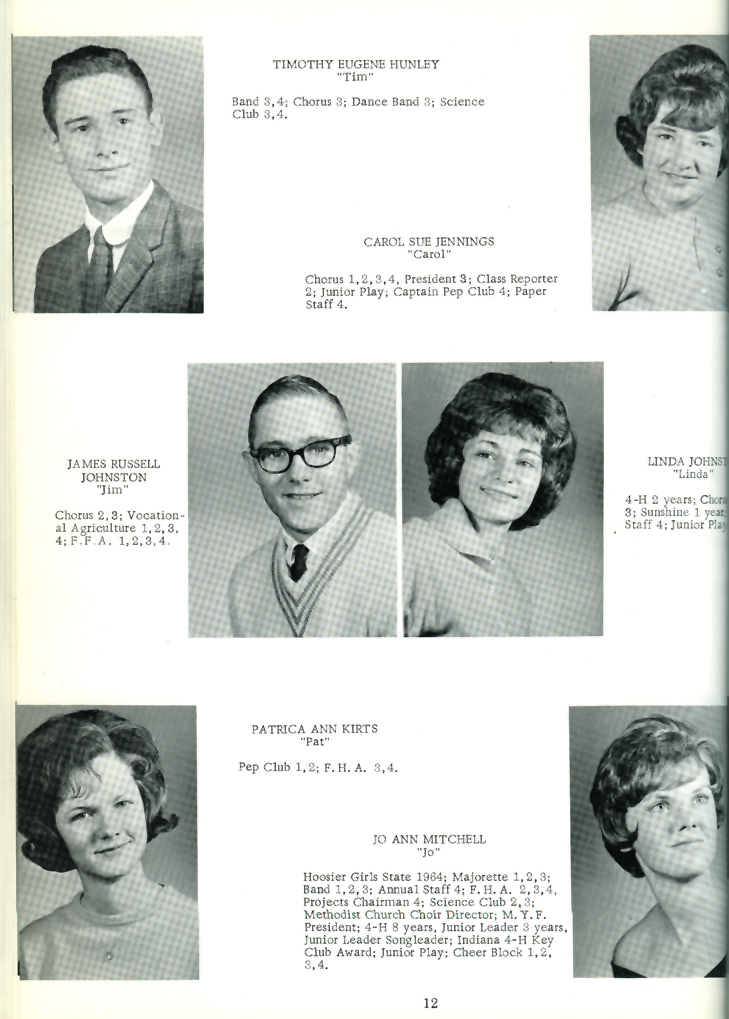 TIMOTHY EUGENE HUNLEY
"Tim"
Band 3,4; Chorus 3; Dance Band 3; Science
Club 3,4.
CAROL SUE JENNINGS
"Carol"
Chorus 1,2,3,4, President 3; Class Reporter
2; Junior Play; Captain Pep Club 4; Paper
Staff 4.
JAMES RUSSELL
JOHNSTON
"Jim"
Chorus 2,3; Vocation-
al Agriculture 1,2,3,
4; F.F.A. 1,2,3,4.
LINDA JOHNST
"Linda"
4-H 2 years; Choru
3; Sunshine 1 year;
Staff 4; Junior Play
PATRICA ANN KIRTS
"Pat"
Pep Club 1,2; F.H.A. 3,4.
JO ANN MITCHELL
"Jo"
Hoosier Girls State 1964; Majorette 1,2,3;
Band 1,2,3; Annual Staff 4; F.H.A. 2,3,4,
Projects Chairman 4; Science Club 2,3;
Methodist Church Choir Director; M.Y.F.
President; 4-H 8 years, Junior Leader 3 years,
Junior Leader Songleader; Indiana 4-H Key
Club Award; Junior Play; Cheer Block 1,2,
3,4.
12